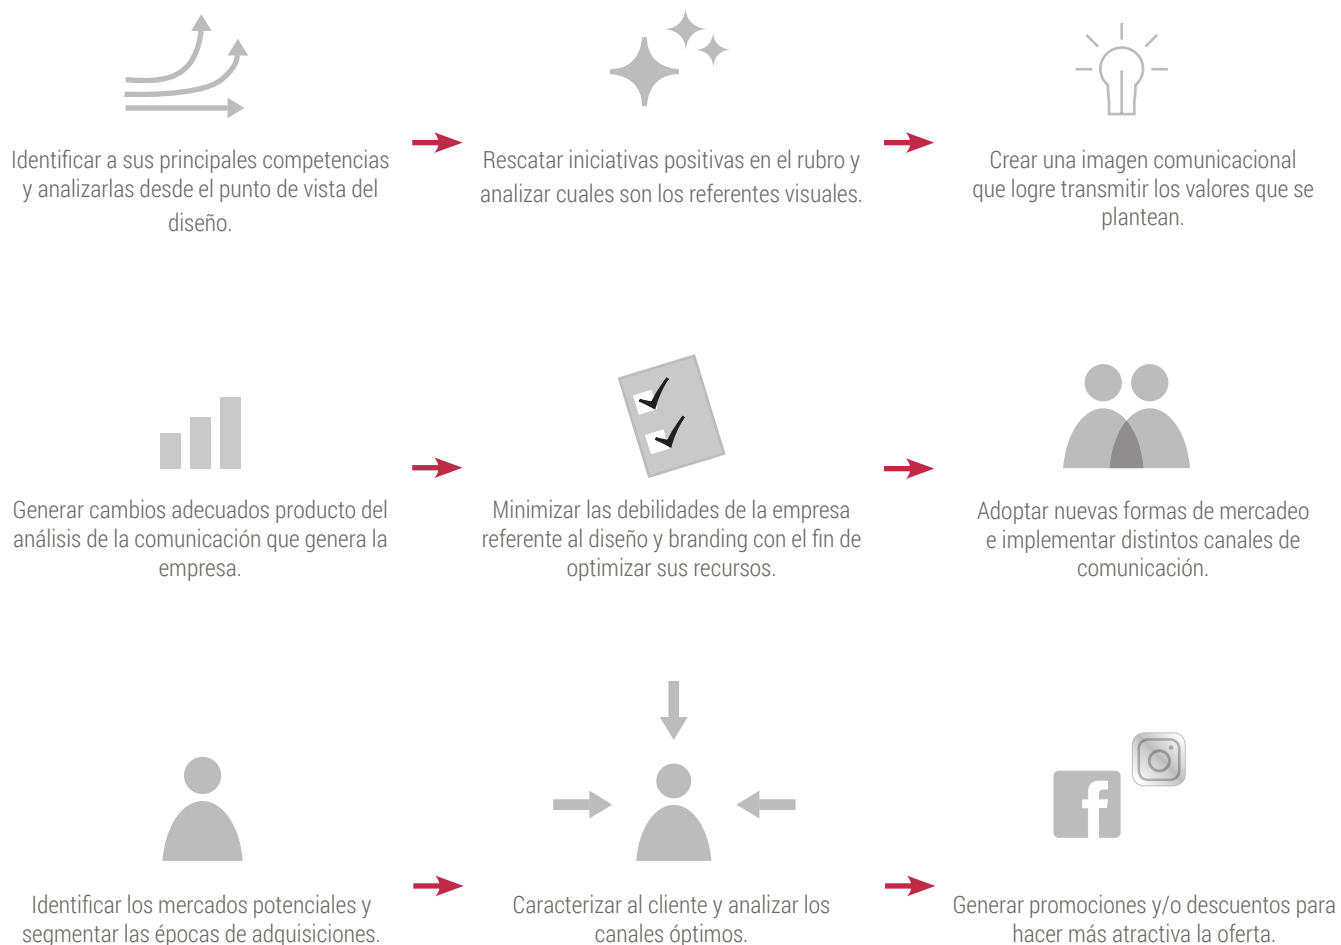 Identificar a sus principales competencias
y analizarlas desde el punto de vista del
diseño.
Rescatar iniciativas positivas en el rubro y
analizar cuales son los referentes visuales.
Crear una imagen comunicacional
que logre transmitir los valores que se
plantean.
Generar cambios adecuados producto del
análisis de la comunicación que genera la
empresa.
Minimizar las debilidades de la empresa
referente al diseño y branding con el fin de
optimizar sus recursos.
Adoptar nuevas formas de mercadeo
e implementar distintos canales de
comunicación.
Identificar los mercados potenciales y
segmentar las épocas de adquisiciones.
Caracterizar al cliente y analizar los
canales óptimos.
Generar promociones y/o descuentos para
hacer más atractiva la oferta.